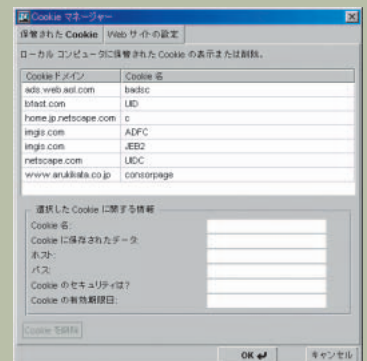 Cookie マネージャー
保管された Cookie Web サイトの設定
ローカル コンピュータに保管された Cookie の表示または削除。
Cookie ドメイン Cookie 名
ads.web.aol.com badsc
bfast.com UID
home.jp.netscape.com c
imgis.com ADFC
imgis.com JEB2
netscape.com UIDC
www.arukikata.co.jp consorpage
選択した Cookie に関する情報
Cookie 名:
Cookie に保存されたデータ:
ホスト:
パス:
Cookie のセキュリティは?
Cookie の有効期限日:
Cookie を削除
OK キャンセル